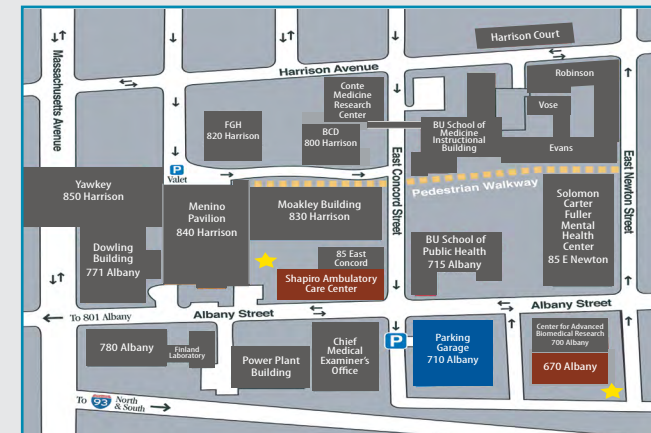 Harrison Court
Massachusetts Avenue
Harrison Avenue
Robinson
Conte
Medicine
Research
Center
Vose
FGH
820 Harrison
BCD
800 Harrison
BU School of
Medicine
Instructional
Building
Evans
East Concord Street
East Newton Street
P
Valet
Pedestrian Walkway
Yawkey
850 Harrison
Menino
Pavilion
840 Harrison
Moakley Building
830 Harrison
Solomon
Carter
Fuller
Mental
Health
Center
85 E Newton
Dowling
Building
771 Albany
85 East
Concord
BU School of
Public Health
715 Albany
Shapiro Ambulatory
Care Center
Albany Street
To 801 Albany
Albany Street
780 Albany
Finland
Laboratory
Power Plant
Building
Chief
Medical
Examiner's
Office
P
Parking
Garage
710 Albany
Center for Advanced
Biomedical Research
700 Albany
670 Albany
To 93 North
& South